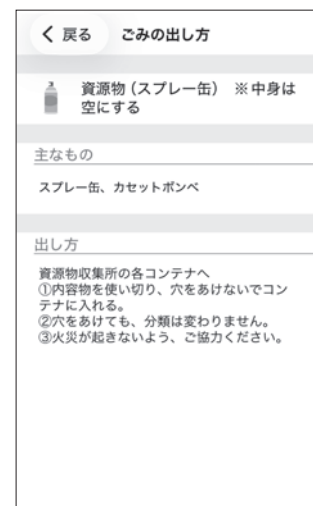 戻る ごみの出し方
資源物（スプレー缶） ※中身は
空にする
主なもの
スプレー缶、カセットボンベ
出し方
資源物収集所の各コンテナへ
①内容物を使い切り、穴をあけないでコン
テナに入れる。
②穴をあけても、分類は変わりません。
③火災が起きないよう、ご協力ください。